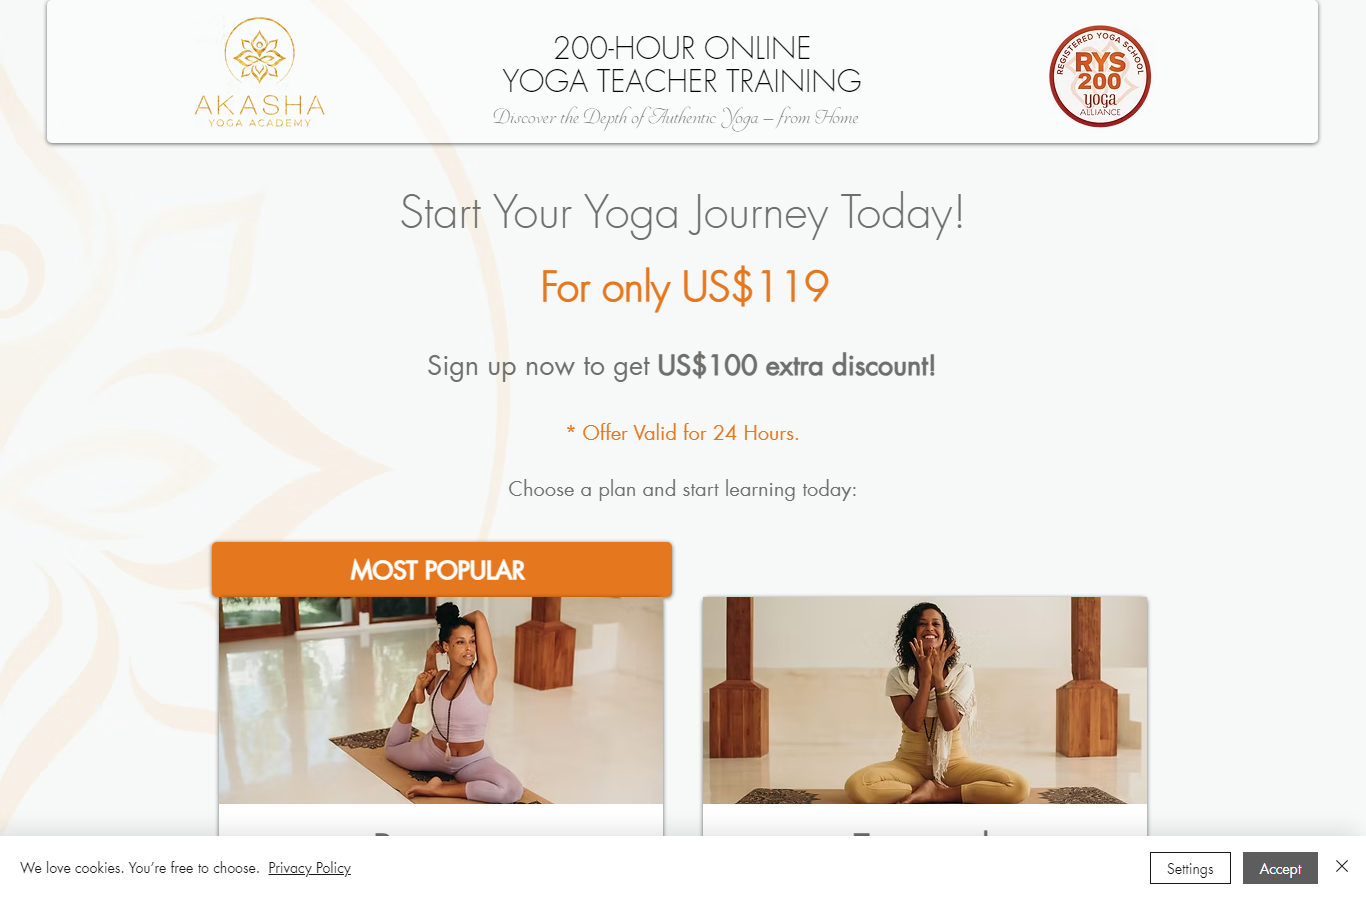 AKASHA
YOGA ACADEMY
200-HOUR ONLINE
YOGA TEACHER TRAINING
Discover the Depth of Authentic Yoga – from Home
REGISTERED YOGA SCHOOL
RYS
200
yoga
ALLIANCE
Start Your Yoga Journey Today!
For only US$119
Sign up now to get US$100 extra discount!
* Offer Valid for 24 Hours.
Choose a plan and start learning today:
MOST POPULAR
We love cookies. You’re free to choose. Privacy Policy
Settings
Accept